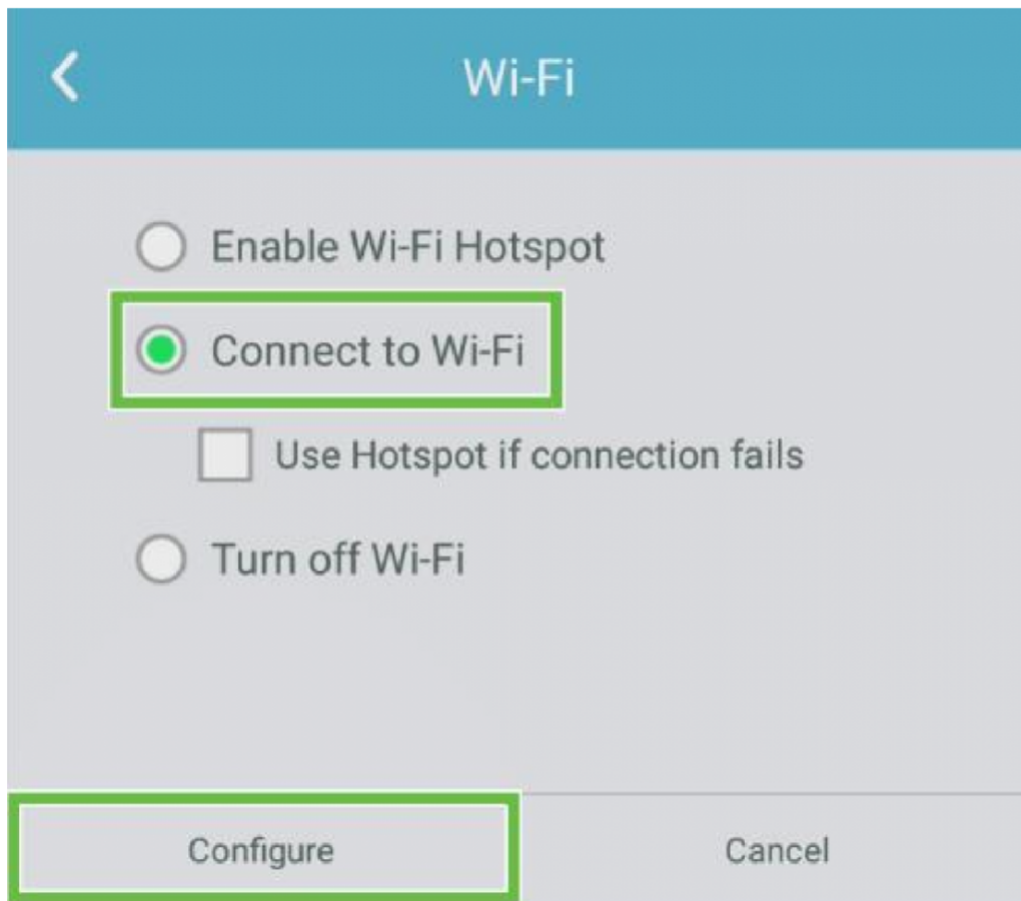 Wi-Fi
Enable Wi-Fi Hotspot
Connect to Wi-Fi
Use Hotspot if connection fails
Turn off Wi-Fi
Configure
Cancel